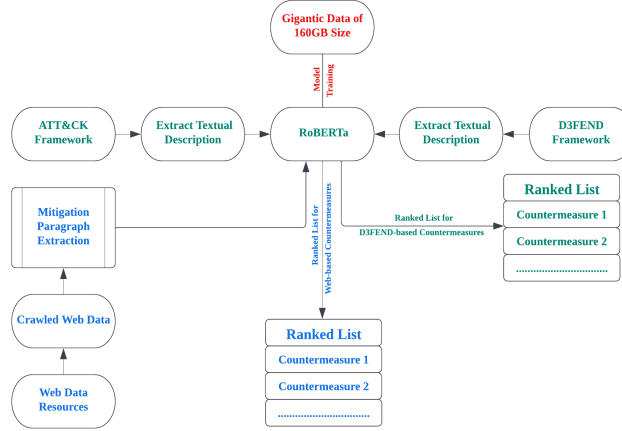 Gigantic Data of
160GB Size
Model
Training
ATT&CK
Framework
Extract Textual
Description
RoBERTa
Extract Textual
Description
D3FEND
Framework
Mitigation
Paragraph
Extraction
Ranked List for
Web-based Countermeasures
Ranked List for
D3FEND-based Countermeasures
Ranked List
Countermeasure 1
Countermeasure 2
................................
Crawled Web Data
Web Data
Resources
Ranked List
Countermeasure 1
Countermeasure 2
................................